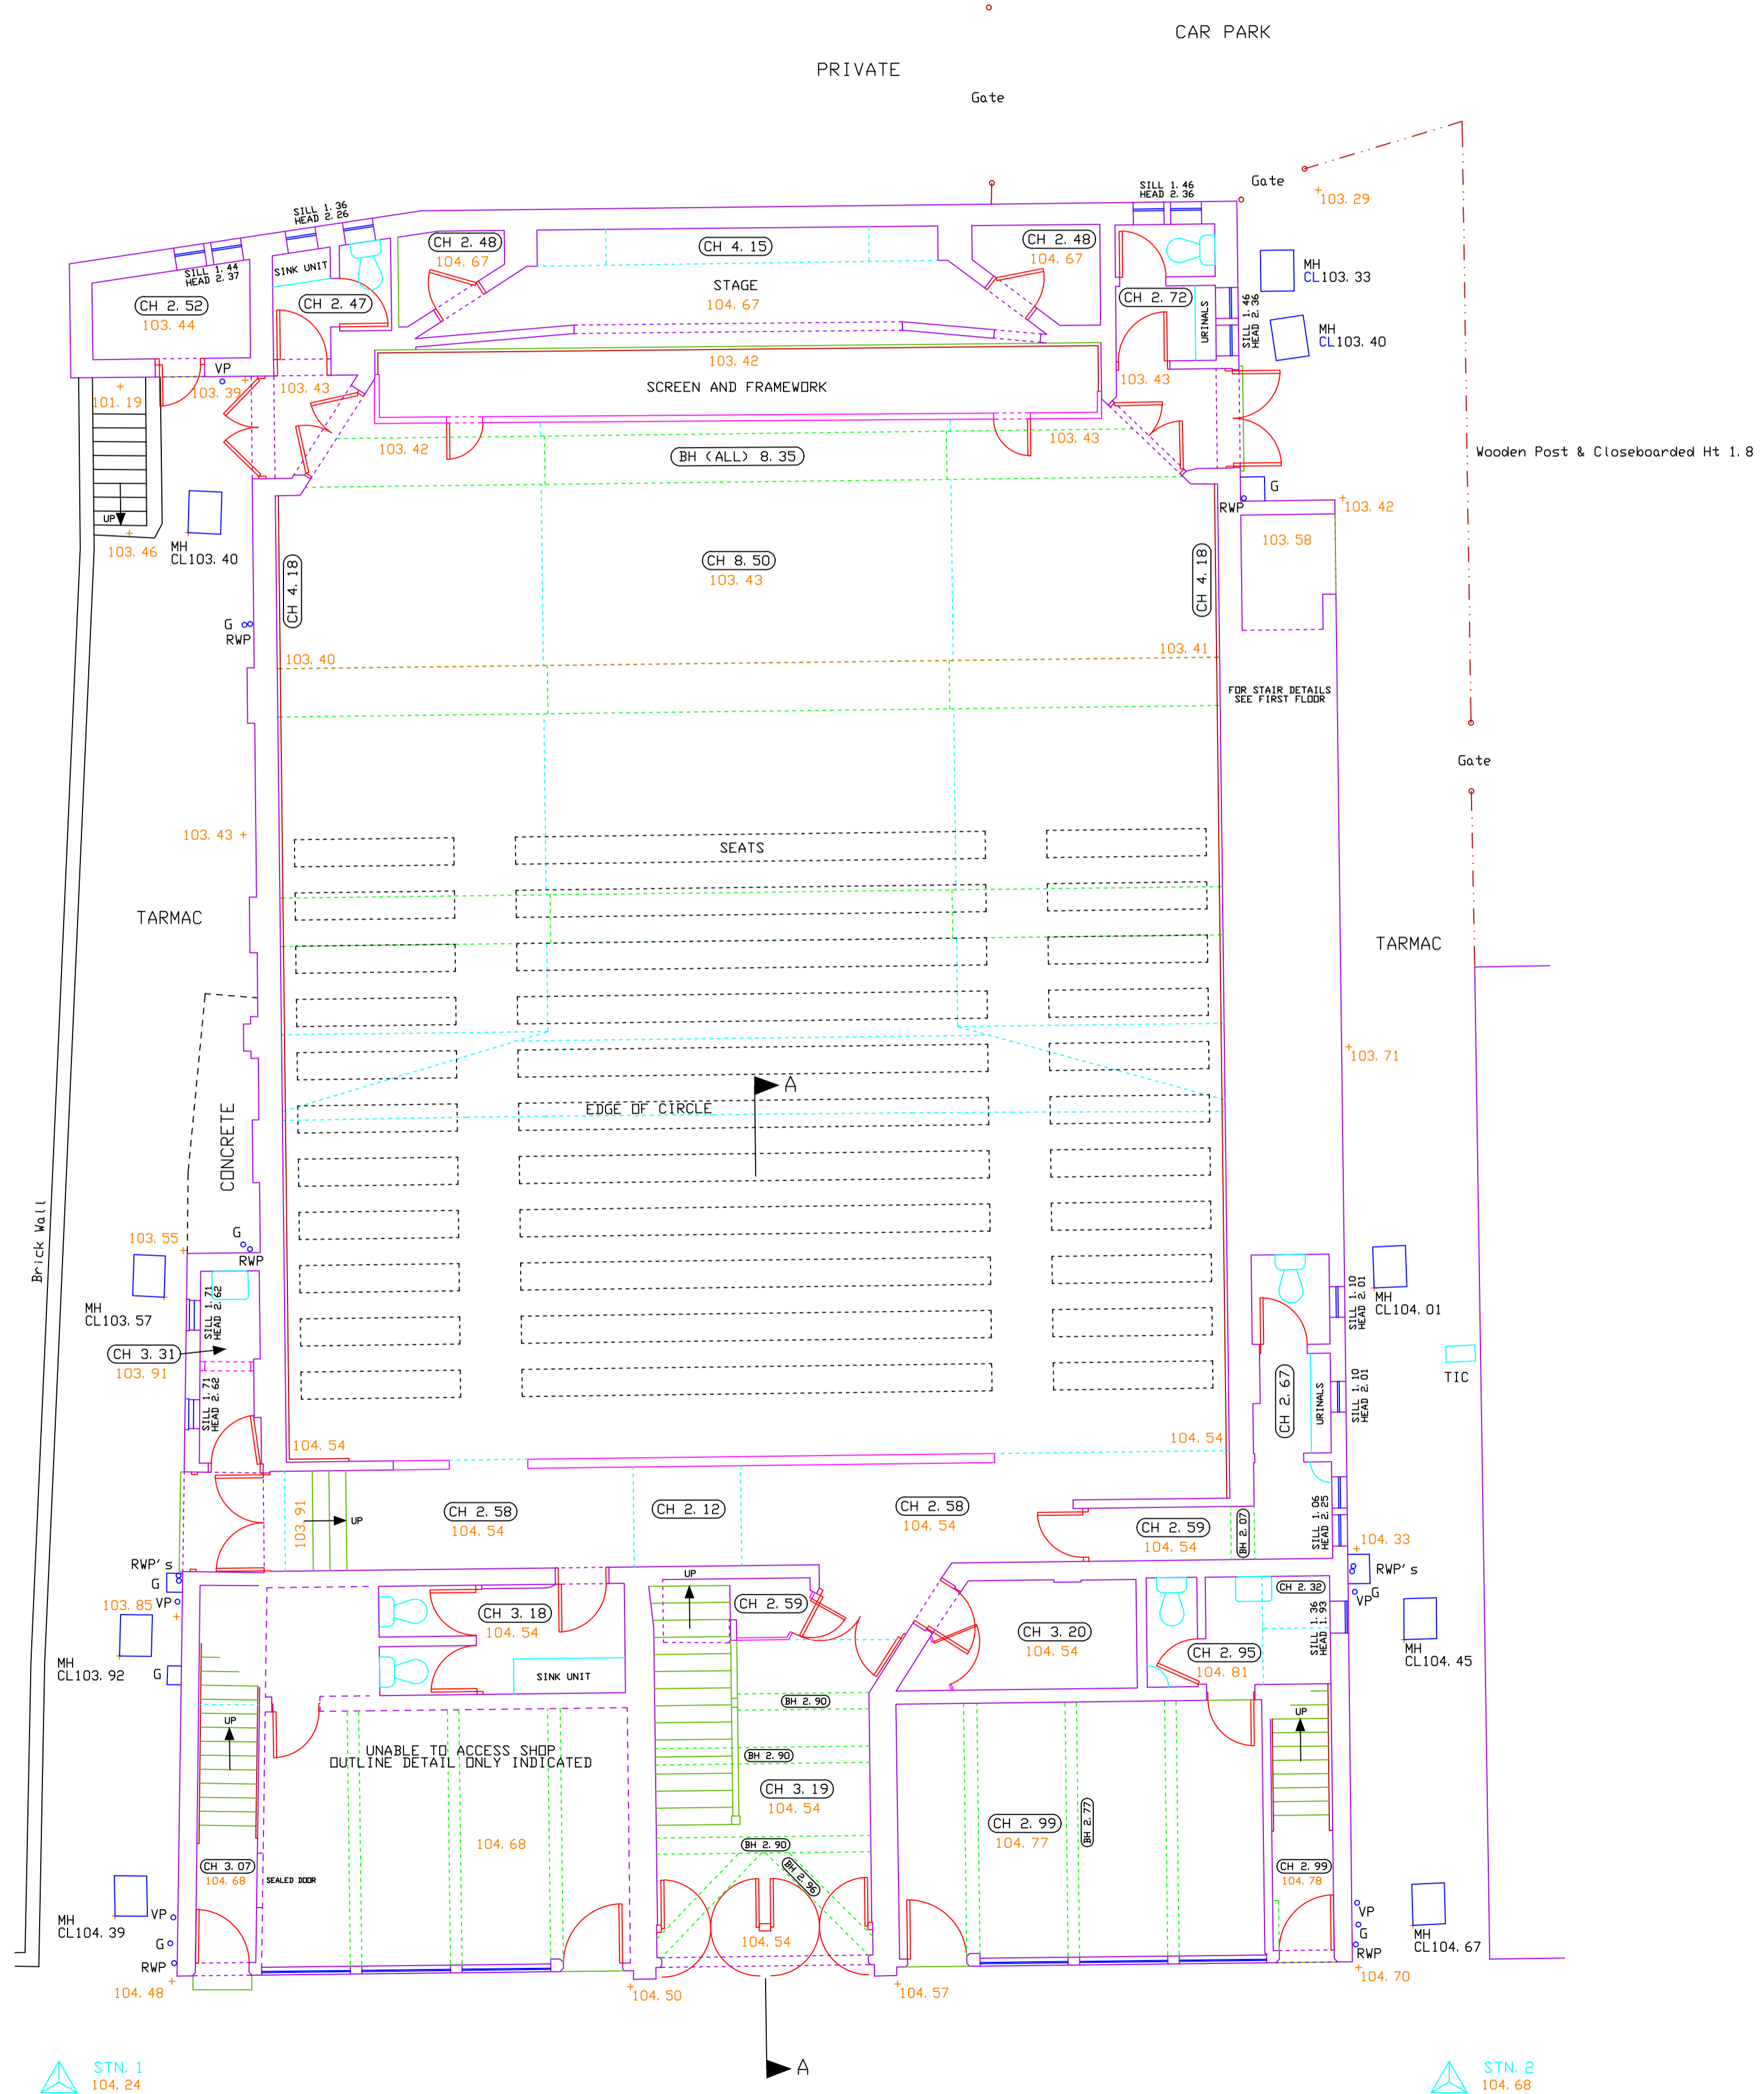 CAR PARK
PRIVATE
Gate
Gate
103.29
SILL 1.46
HEAD 2.36
SILL 1.36
HEAD 2.26
CH 2.48
104.67
CH 4.15
CH 2.48
104.67
MH
CL103.33
SILL 1.44
HEAD 2.37
SINK UNIT
STAGE
104.67
CH 2.52
103.44
CH 2.47
CH 2.72
URINALS
SILL 1.46
HEAD 2.36
MH
CL103.40
103.42
SCREEN AND FRAMEWORK
VP
101.19
103.39
103.43
103.43
103.42
103.43
BH (ALL) 8.35
Wooden Post & Closeboarded Ht 1.8
G
RWP
103.42
UP
103.46
MH
CL103.40
103.58
CH 8.50
103.43
CH 4.18
CH 4.18
G
RWP
103.40
103.41
FOR STAIR DETAILS
SEE FIRST FLOOR
Gate
103.43
SEATS
TARMAC
TARMAC
103.71
A
EDGE OF CIRCLE
CONCRETE
Brick Wall
103.55
G
RWP
MH
CL103.57
SILL 1.71
HEAD 2.62
SILL 1.10
HEAD 2.01
MH
CL104.01
CH 3.31
103.91
SILL 1.71
HEAD 2.62
CH 2.67
URINALS
SILL 1.10
HEAD 2.01
TIC
104.54
104.54
103.91
UP
CH 2.58
104.54
CH 2.12
CH 2.58
104.54
CH 2.59
104.54
BH 2.07
SILL 1.06
HEAD 2.25
104.33
RWP's
G
VP
103.85
RWP's
G
VP
UP
CH 2.59
CH 3.18
104.54
CH 3.20
104.54
CH 2.32
SILL 1.36
HEAD 1.93
CH 2.95
104.81
MH
CL103.92
G
SINK UNIT
MH
CL104.45
BH 2.90
UP
UP
UNABLE TO ACCESS SHOP
OUTLINE DETAIL ONLY INDICATED
BH 2.90
CH 3.19
104.54
CH 2.99
104.77
BH 2.77
104.68
BH 2.90
BH 2.96
CH 3.07
104.68
SEALED DOOR
CH 2.99
104.78
MH
CL104.39
VP
G
RWP
104.54
VP
G
RWP
MH
CL104.67
104.48
104.50
104.57
104.70
A
STN. 1
104.24
STN. 2
104.68